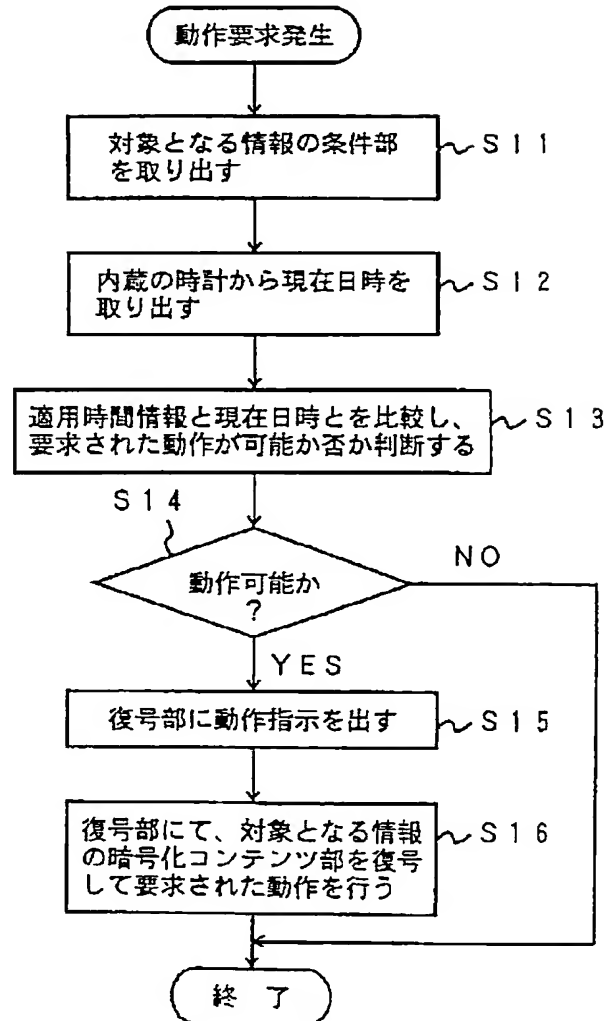 動作要求発生
対象となる情報の条件部
を取り出す
S11
内蔵の時計から現在日時を
取り出す
S12
適用時間情報と現在日時とを比較し、
要求された動作が可能か否か判断する
S13
S14
動作可能か
?
NO
YES
復号部に動作指示を出す
S15
復号部にて、対象となる情報
の暗号化コンテンツ部を復号
して要求された動作を行う
S16
終 了